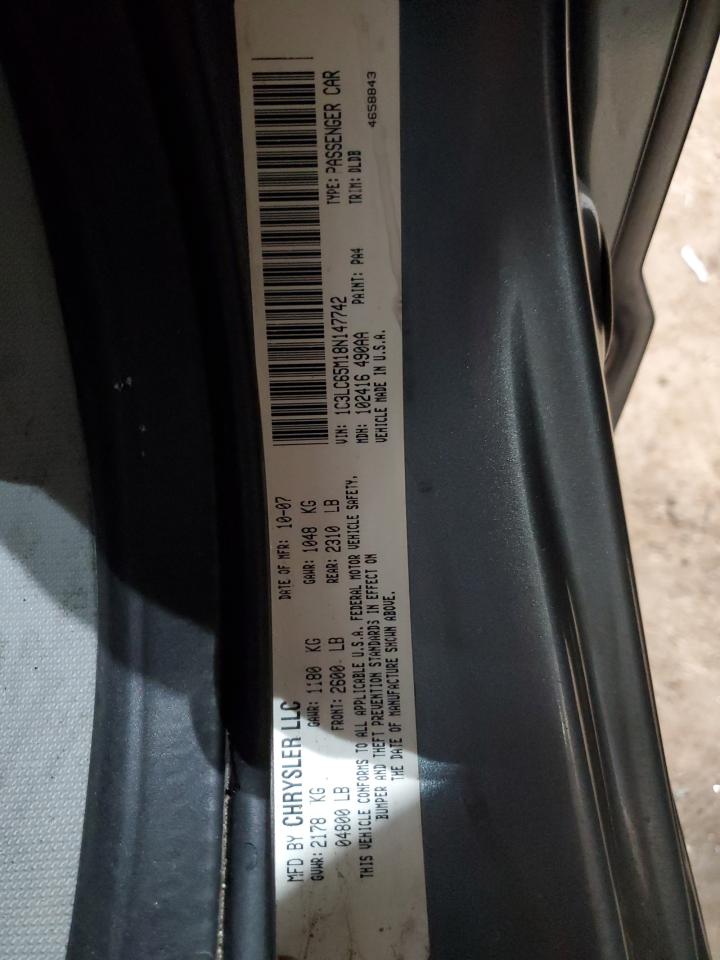 MFD BY CHRYSLER LLC
DATE OF MFR: 10-07
GVWR: 2178 KG
GAWR: 1180 KG
GAWR: 1048 KG
04800 LB
FRONT: 2600 LB
REAR: 2310 LB
THIS VEHICLE CONFORMS TO ALL APPLICABLE U.S.A. FEDERAL MOTOR VEHICLE SAFETY,
BUMPER AND THEFT PREVENTION STANDARDS IN EFFECT ON
THE DATE OF MANUFACTURE SHOWN ABOVE.
VIN: 1C3LC65M18N147742
TYPE: PASSENGER CAR
MDH: 102416 490AA
PAINT: PA4
TRIM: DLDB
VEHICLE MADE IN U.S.A.
4658843